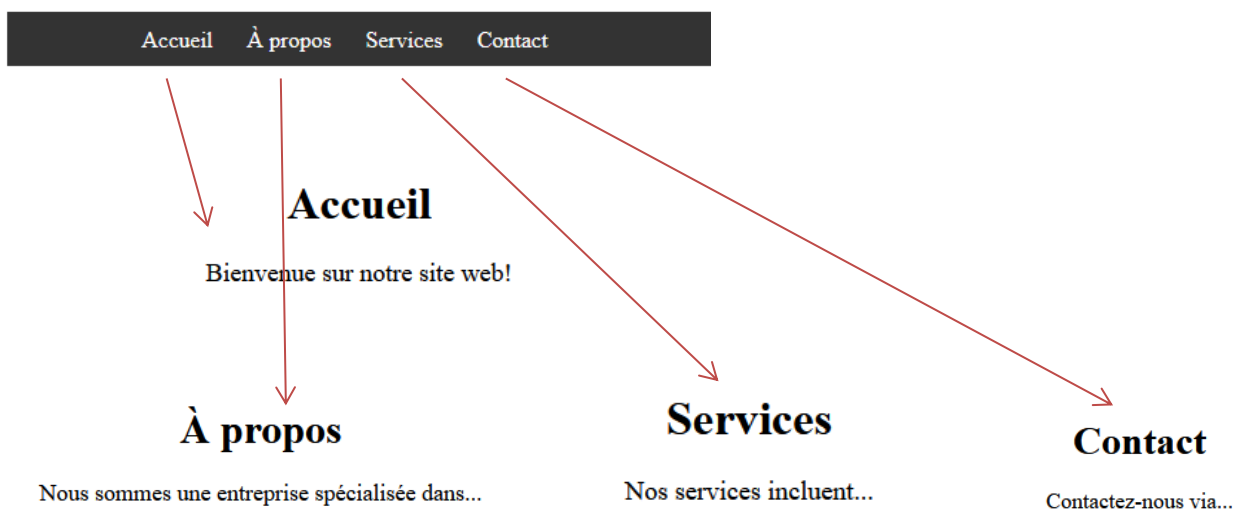 Accueil À propos Services Contact
Accueil
Bienvenue sur notre site web!
À propos
Nous sommes une entreprise spécialisée dans...
Services
Nos services incluent...
Contact
Contactez-nous via...